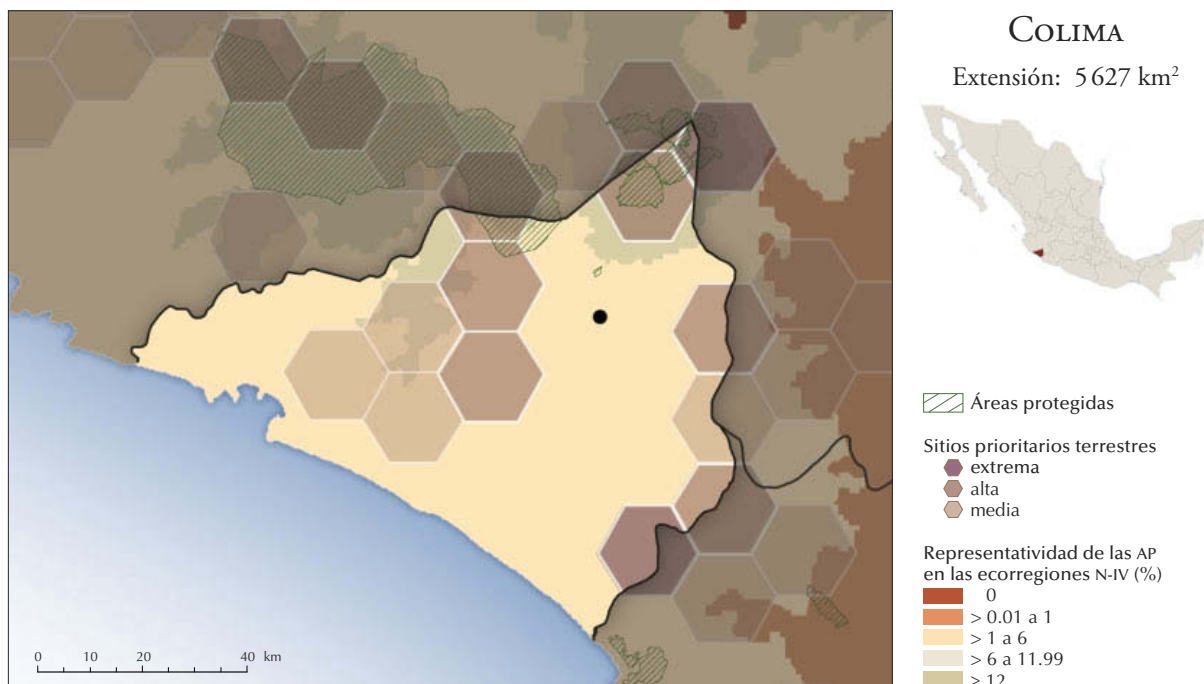 COLIMA
Extensión: 5 627 km²
Áreas protegidas
Sitios prioritarios terrestres
extrema
alta
media
Representatividad de las AP
en las ecorregiones N-IV (%)
0
> 0.01 a 1
> 1 a 6
> 6 a 11.99
> 12
0 10 20 40 km